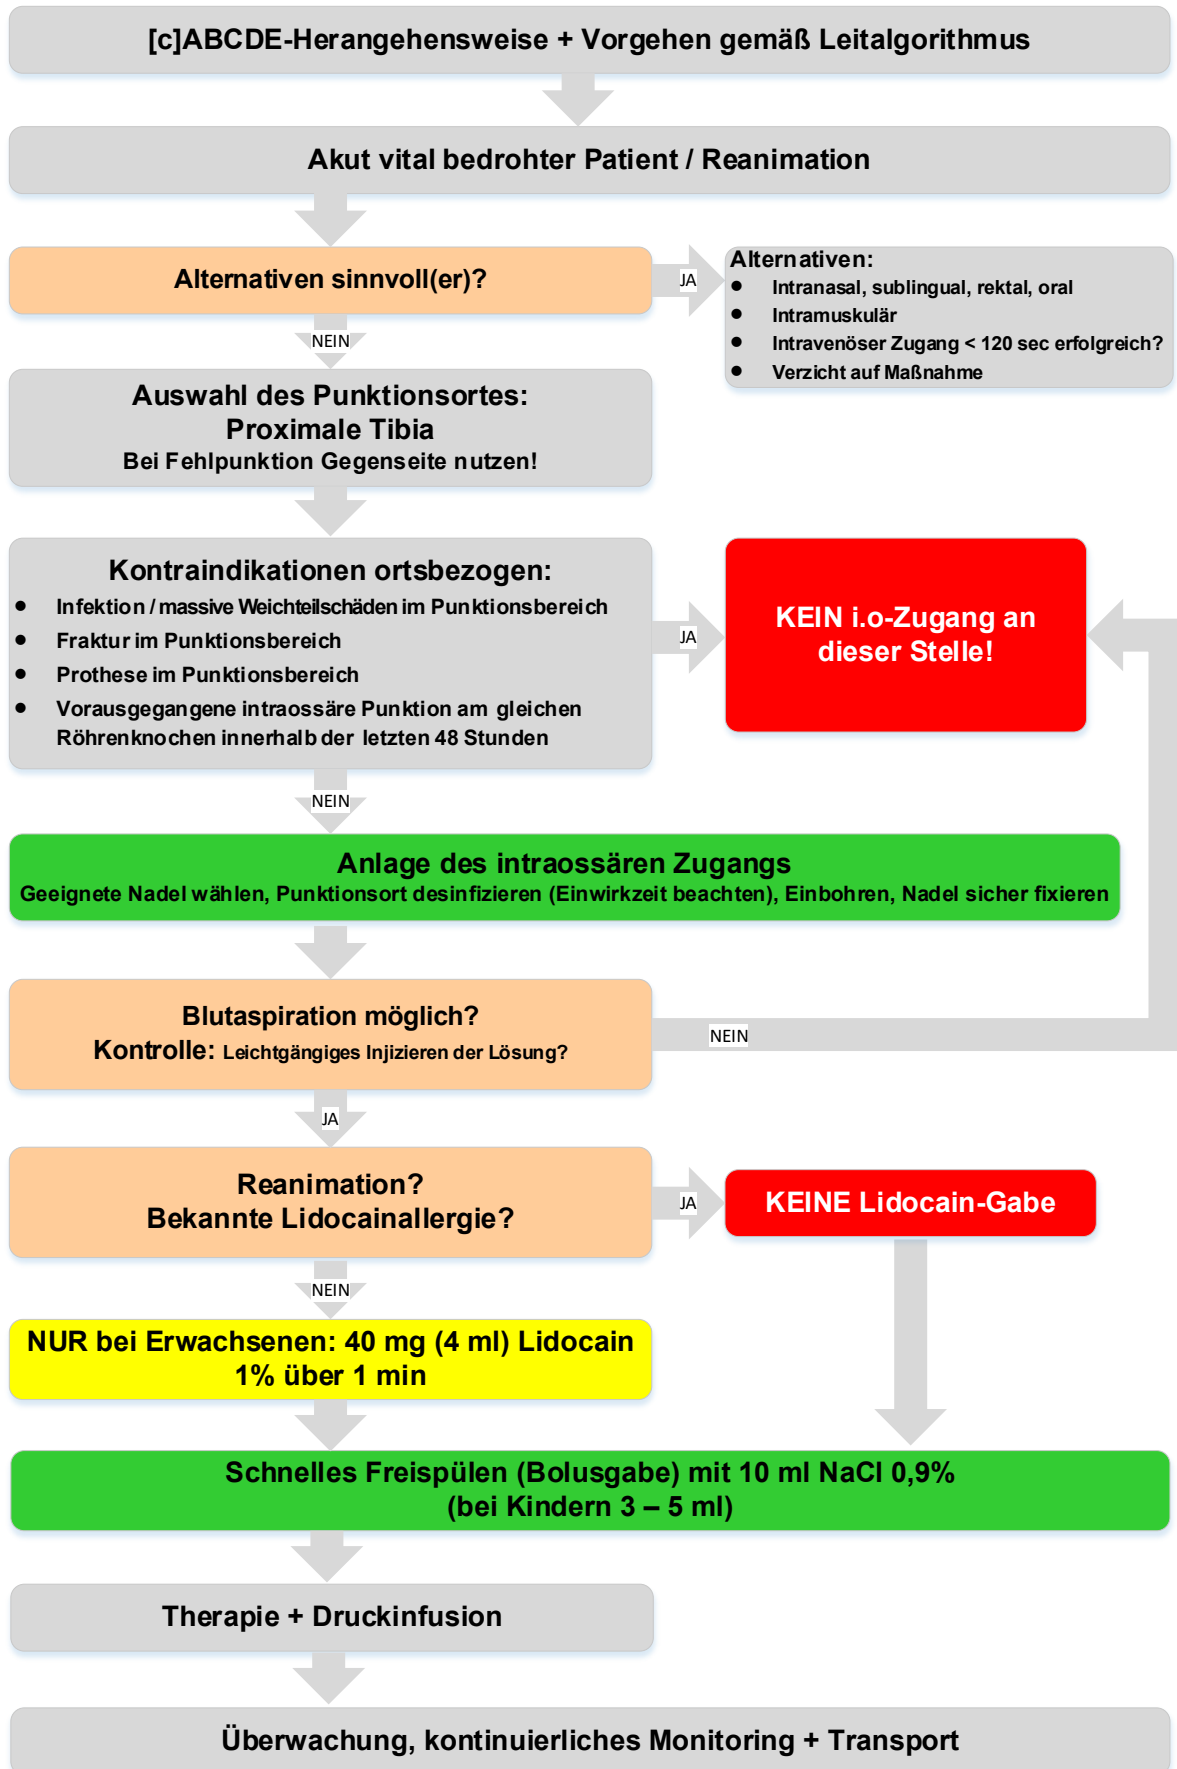 [c]ABCDE-Herangehensweise + Vorgehen gemäß Leitalgorithmus
Akut vital bedrohter Patient / Reanimation
Alternativen sinnvoll(er)?
JA
Alternativen:
● Intranasal, sublingual, rektal, oral
● Intramuskulär
● Intravenöser Zugang < 120 sec erfolgreich?
● Verzicht auf Maßnahme
NEIN
Auswahl des Punktionsortes:
Proximale Tibia
Bei Fehlpunktion Gegenseite nutzen!
Kontraindikationen ortsbezogen:
● Infektion / massive Weichteilschäden im Punktionsbereich
● Fraktur im Punktionsbereich
● Prothese im Punktionsbereich
● Vorausgegangene intraossäre Punktion am gleichen
Röhrenknochen innerhalb der letzten 48 Stunden
JA
KEIN i.o-Zugang an
dieser Stelle!
NEIN
Anlage des intraossären Zugangs
Geeignete Nadel wählen, Punktionsort desinfizieren (Einwirkzeit beachten), Einbohren, Nadel sicher fixieren
Blutaspiration möglich?
Kontrolle: Leichtgängiges Injizieren der Lösung?
NEIN
JA
Reanimation?
Bekannte Lidocainallergie?
JA
KEINE Lidocain-Gabe
NEIN
NUR bei Erwachsenen: 40 mg (4 ml) Lidocain
1% über 1 min
Schnelles Freispülen (Bolusgabe) mit 10 ml NaCl 0,9%
(bei Kindern 3 – 5 ml)
Therapie + Druckinfusion
Überwachung, kontinuierliches Monitoring + Transport